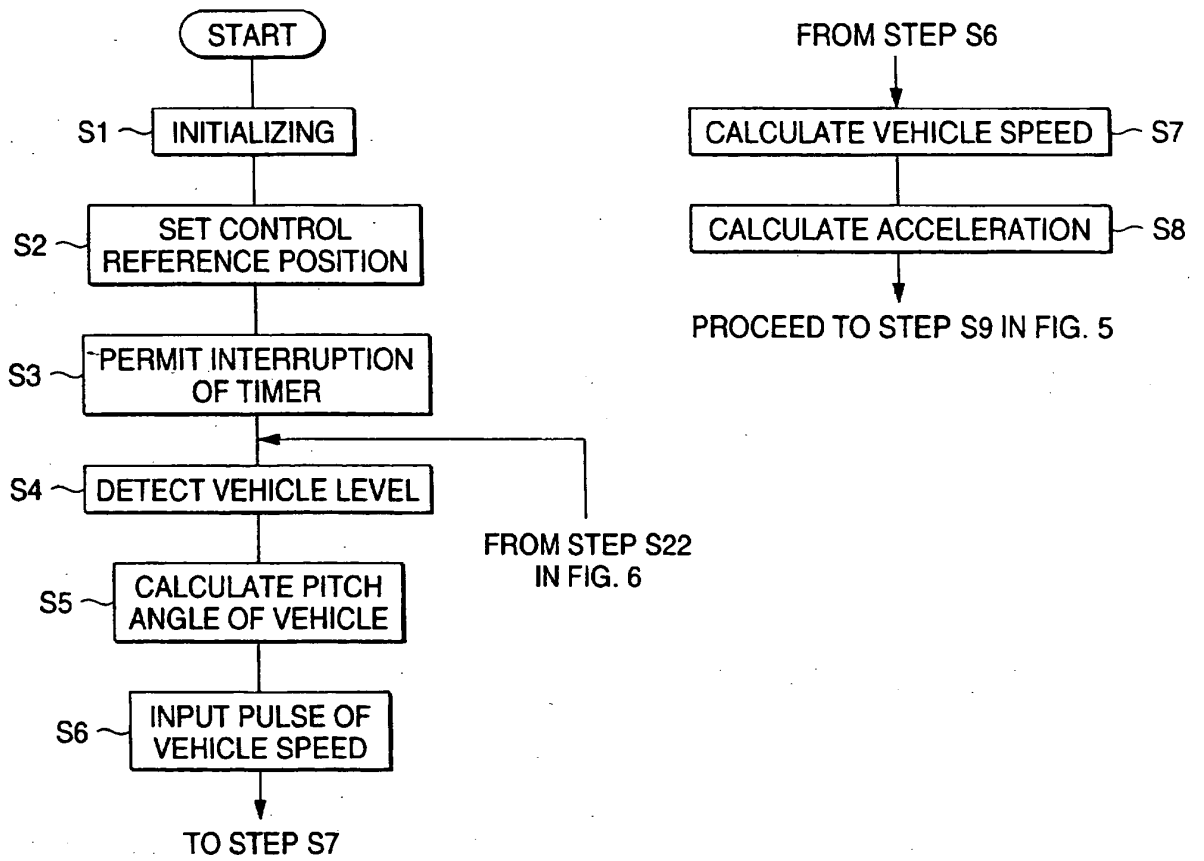 START
S1
INITIALIZING
S2
SET CONTROL
REFERENCE POSITION
S3
PERMIT INTERRUPTION
OF TIMER
S4
DETECT VEHICLE LEVEL
FROM STEP S22
IN FIG. 6
S5
CALCULATE PITCH
ANGLE OF VEHICLE
S6
INPUT PULSE OF
VEHICLE SPEED
TO STEP S7
FROM STEP S6
CALCULATE VEHICLE SPEED
S7
CALCULATE ACCELERATION
S8
PROCEED TO STEP S9 IN FIG. 5